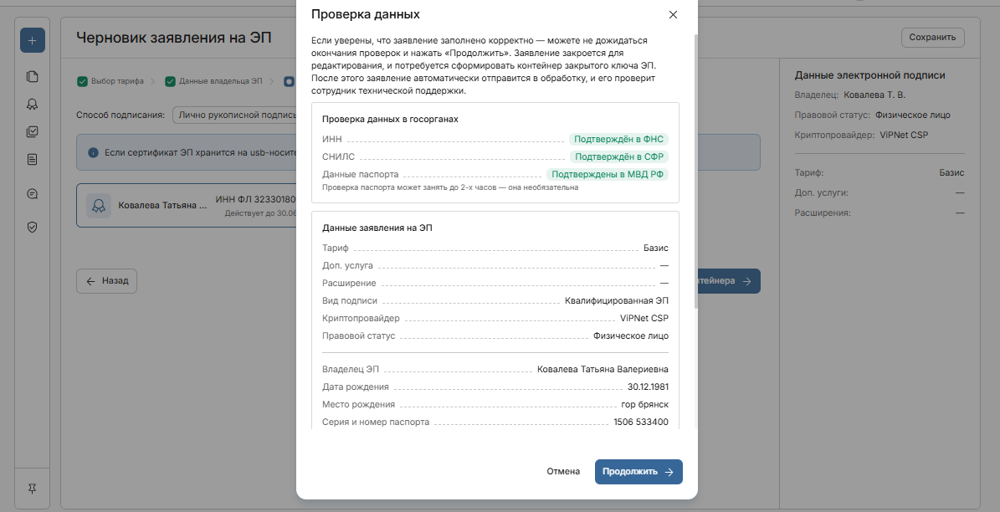 Проверка данных
Если уверены, что заявление заполнено корректно — можете не дожидаться
окончания проверок и нажать «Продолжить». Заявление закроется для
редактирования, и потребуется сформировать контейнер закрытого ключа ЭП.
После этого заявление автоматически отправится в обработку, и его проверит
сотрудник технической поддержки.
Проверка данных в госорганах
ИНН Подтверждён в ФНС
СНИЛС Подтверждён в СФР
Данные паспорта Подтверждены в МВД РФ
Проверка паспорта может занять до 2-х часов — она необязательна
Данные заявления на ЭП
Тариф Базис
Доп. услуга —
Расширение —
Вид подписи Квалифицированная ЭП
Криптопровайдер ViPNet CSP
Правовой статус Физическое лицо
Владелец ЭП Ковалева Татьяна Валериевна
Дата рождения 30.12.1981
Место рождения гор брянск
Серия и номер паспорта 1506 533400
Отмена
Продолжить
Черновик заявления на ЭП
Сохранить
Выбор тарифа
Данные владельца ЭП
Способ подписания: Лично рукописной подпись
Если сертификат ЭП хранится на usb-носите
Ковалева Татьяна ...
ИНН ФЛ 32330180
Действует до 30.06
Назад
тейнера
Данные электронной подписи
Владелец: Ковалева Т. В.
Правовой статус: Физическое лицо
Криптопровайдер: ViPNet CSP
Тариф: Базис
Доп. услуги: —
Расширения: —